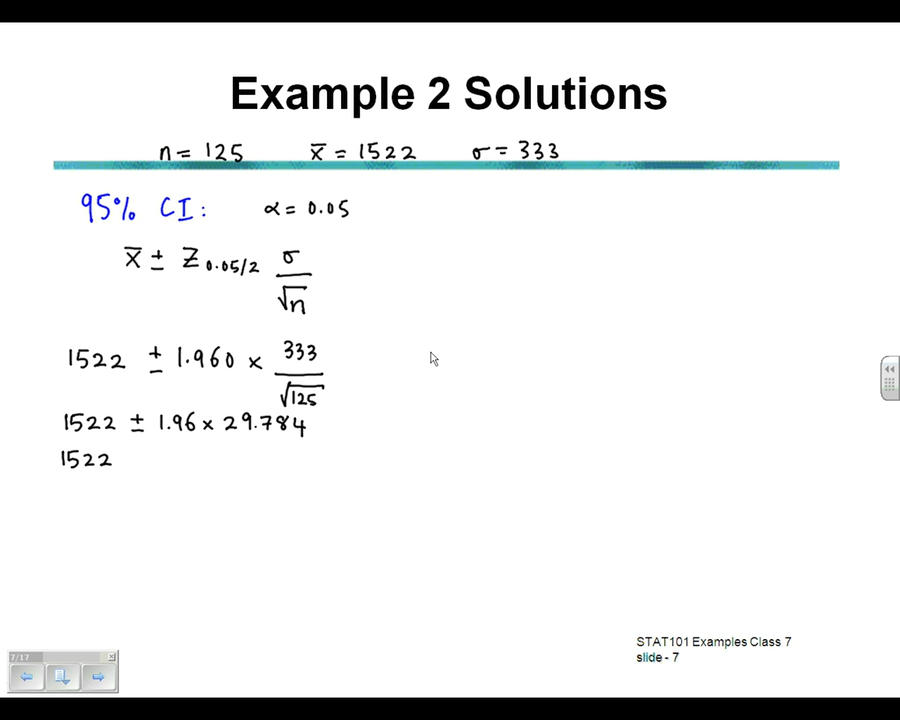 Example 2 Solutions
n = 125 x̄ = 1522 σ = 333
95% CI: α = 0.05
x̄ ± Z 0.05/2 σ/√n
1522 ± 1.960 × 333/√125
1522 ± 1.96 × 29.784
1522
STAT101 Examples Class 7
slide - 7
7/17